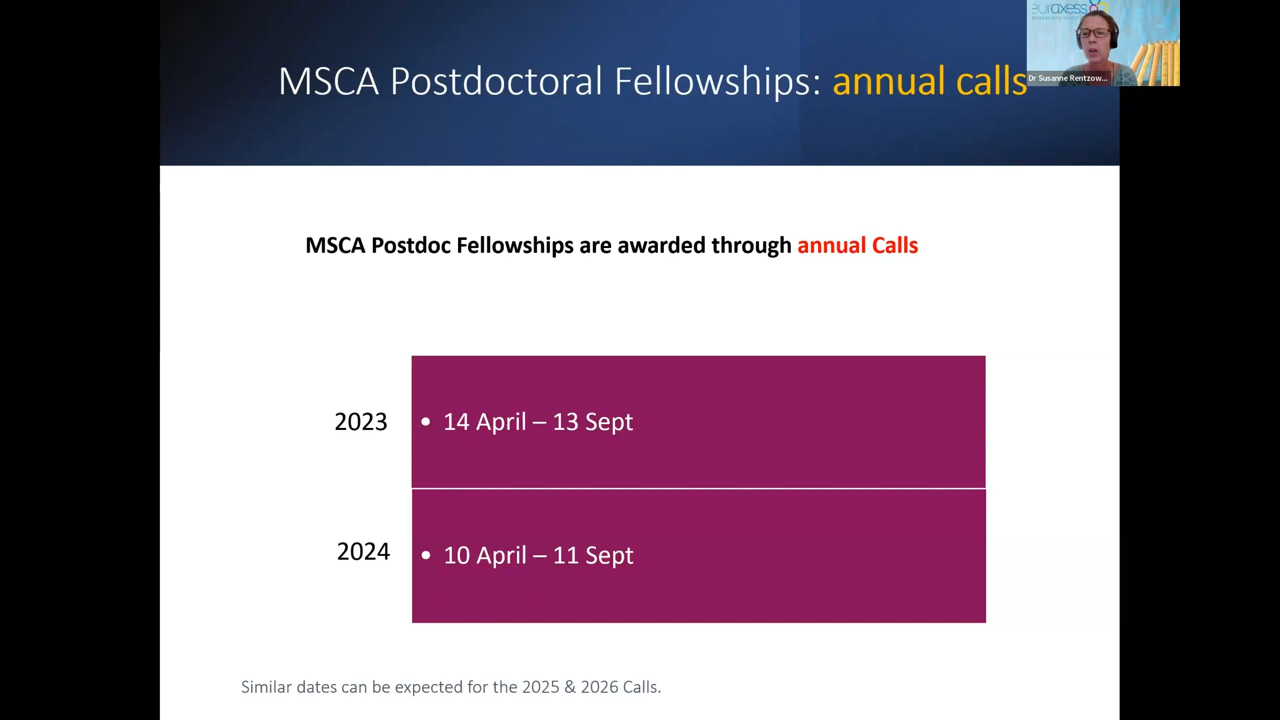 euraxess
MSCA Postdoctoral Fellowships: annual calls
Dr Susanne Rentzow...
MSCA Postdoc Fellowships are awarded through annual Calls
2023
• 14 April – 13 Sept
2024
• 10 April – 11 Sept
Similar dates can be expected for the 2025 & 2026 Calls.